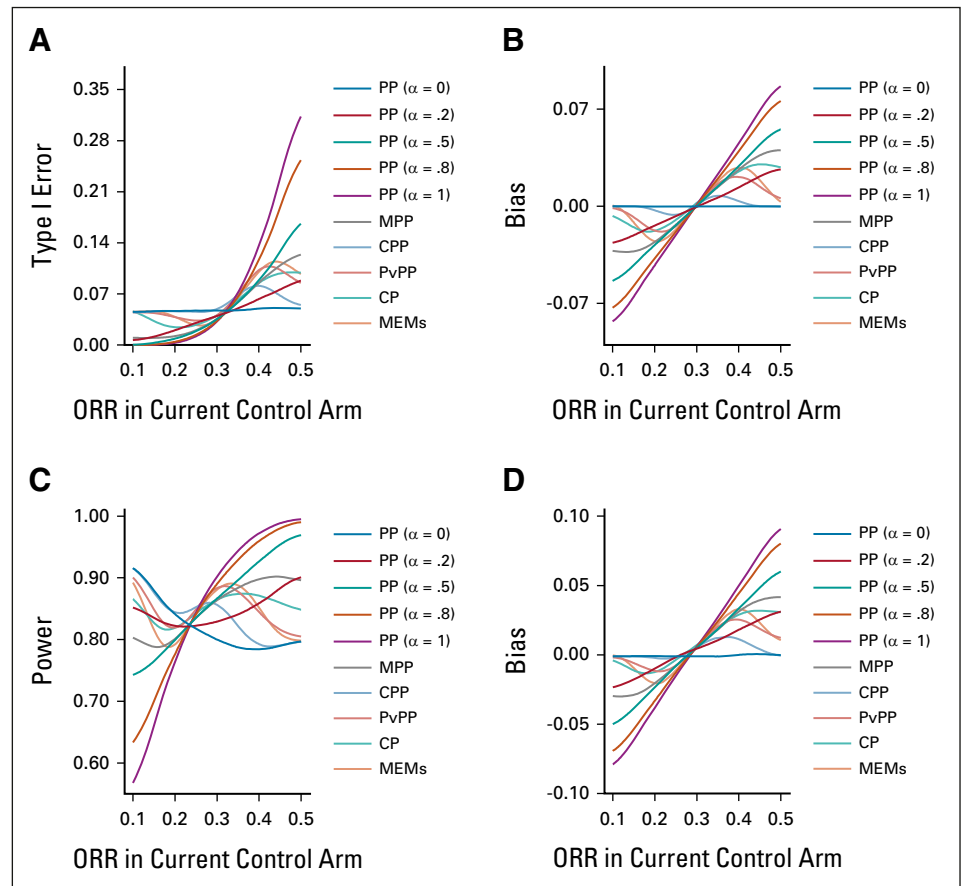 A
Type I Error
0.35
0.28
0.21
0.14
0.07
0.00
0.1 0.2 0.3 0.4 0.5
ORR in Current Control Arm
PP (α = 0)
PP (α = .2)
PP (α = .5)
PP (α = .8)
PP (α = 1)
MPP
CPP
PvPP
CP
MEMs
B
Bias
0.07
0.00
-0.07
0.1 0.2 0.3 0.4 0.5
ORR in Current Control Arm
PP (α = 0)
PP (α = .2)
PP (α = .5)
PP (α = .8)
PP (α = 1)
MPP
CPP
PvPP
CP
MEMs
C
Power
1.00
0.90
0.80
0.70
0.60
0.1 0.2 0.3 0.4 0.5
ORR in Current Control Arm
PP (α = 0)
PP (α = .2)
PP (α = .5)
PP (α = .8)
PP (α = 1)
MPP
CPP
PvPP
CP
MEMs
D
Bias
0.10
0.05
0.00
-0.05
-0.10
0.1 0.2 0.3 0.4 0.5
ORR in Current Control Arm
PP (α = 0)
PP (α = .2)
PP (α = .5)
PP (α = .8)
PP (α = 1)
MPP
CPP
PvPP
CP
MEMs